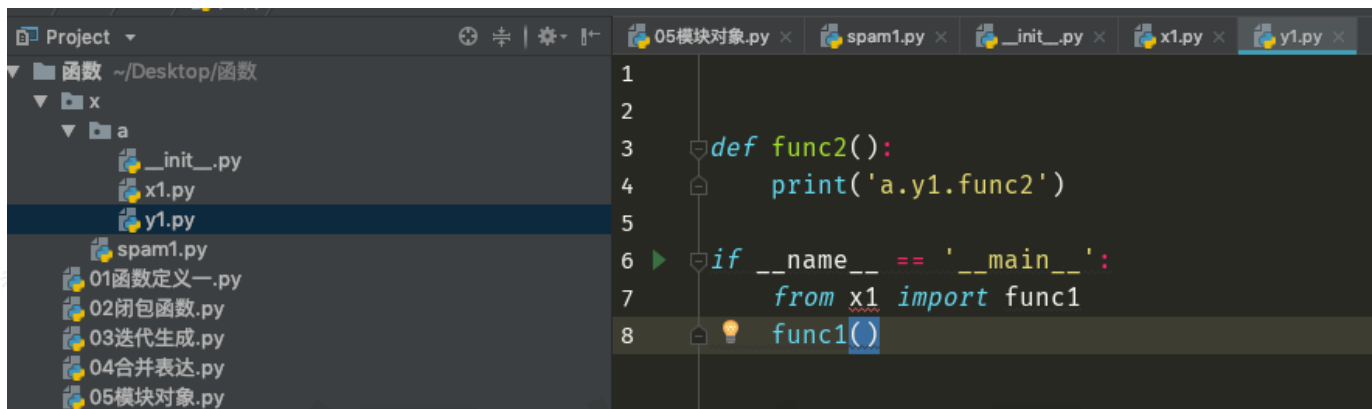 Project
函数 ~/Desktop/函数
x
a
__init__.py
x1.py
y1.py
spam1.py
01函数定义一.py
02闭包函数.py
03迭代生成.py
04合并表达.py
05模块对象.py
05模块对象.py × spam1.py × __init__.py × x1.py × y1.py ×
1
2
3 def func2():
4 print('a.y1.func2')
5
6 if __name__ == '__main__':
7 from x1 import func1
8 func1()